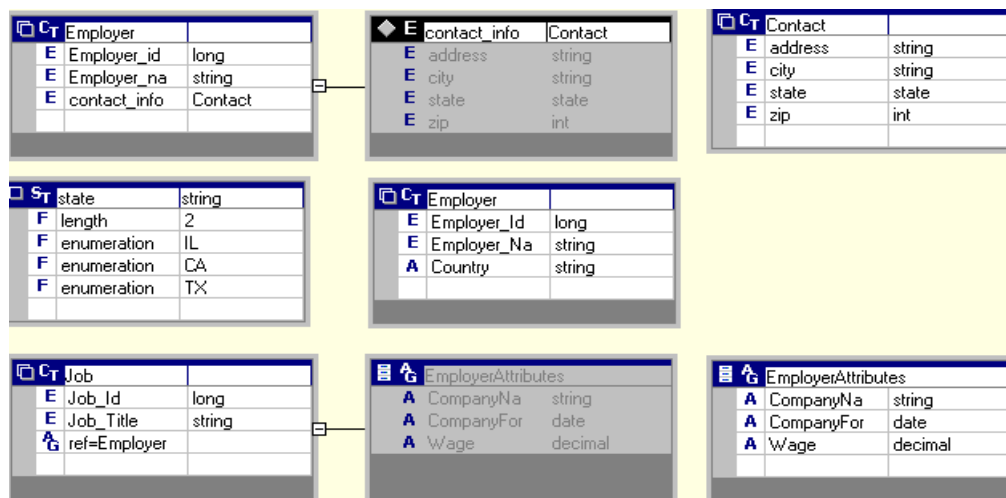 CT Employer
E Employer_id long
E Employer_na string
E contact_info Contact
E contact_info Contact
E address string
E city string
E state state
E zip int
CT Contact
E address string
E city string
E state state
E zip int
ST state string
F length 2
F enumeration IL
F enumeration CA
F enumeration TX
CT Employer
E Employer_Id long
E Employer_Na string
A Country string
CT Job
E Job_Id long
E Job_Title string
AG ref=Employer
AG EmployerAttributes
A CompanyNa string
A CompanyFor date
A Wage decimal
AG EmployerAttributes
A CompanyNa string
A CompanyFor date
A Wage decimal